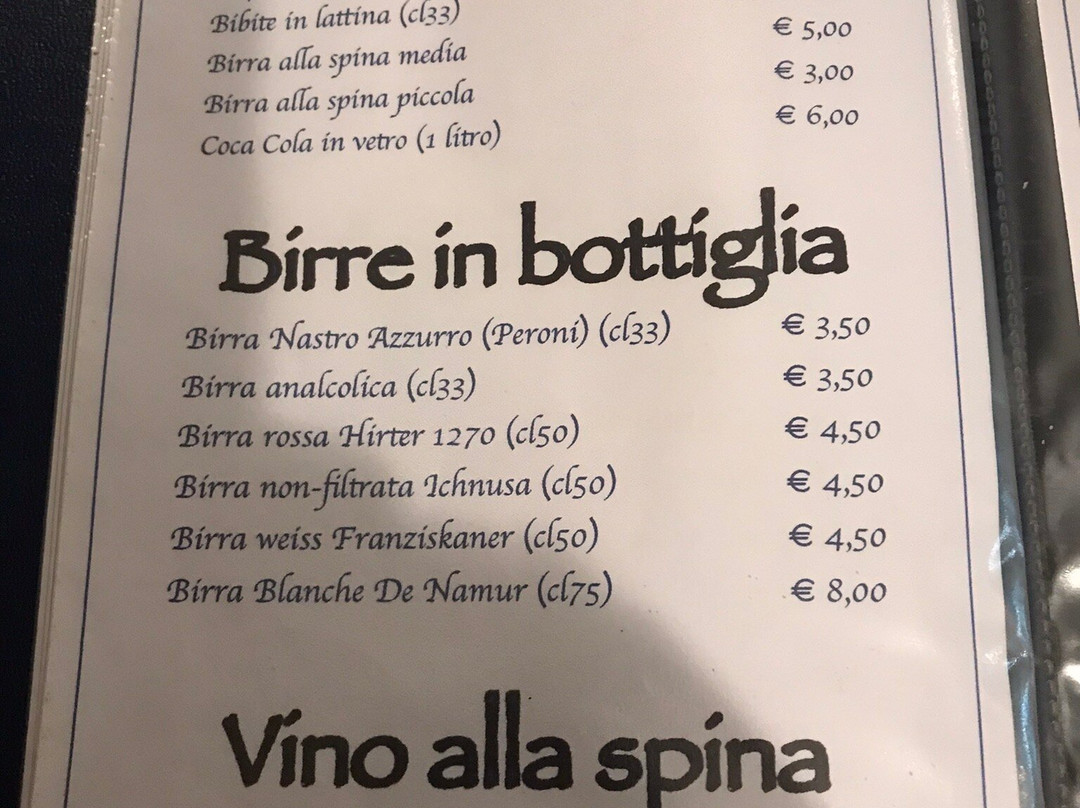 Bibite in lattina (cl33)
Birra alla spina media € 5,00
Birra alla spina piccola € 3,00
Coca Cola in vetro (1 litro) € 6,00
Birre in bottiglia
Birra Nastro Azzurro (Peroni) (cl33) € 3,50
Birra analcolica (cl33) € 3,50
Birra rossa Hirter 1270 (cl50) € 4,50
Birra non-filtrata Ichnusa (cl50) € 4,50
Birra weiss Franziskaner (cl50) € 4,50
Birra Blanche De Namur (cl75) € 8,00
Vino alla spina